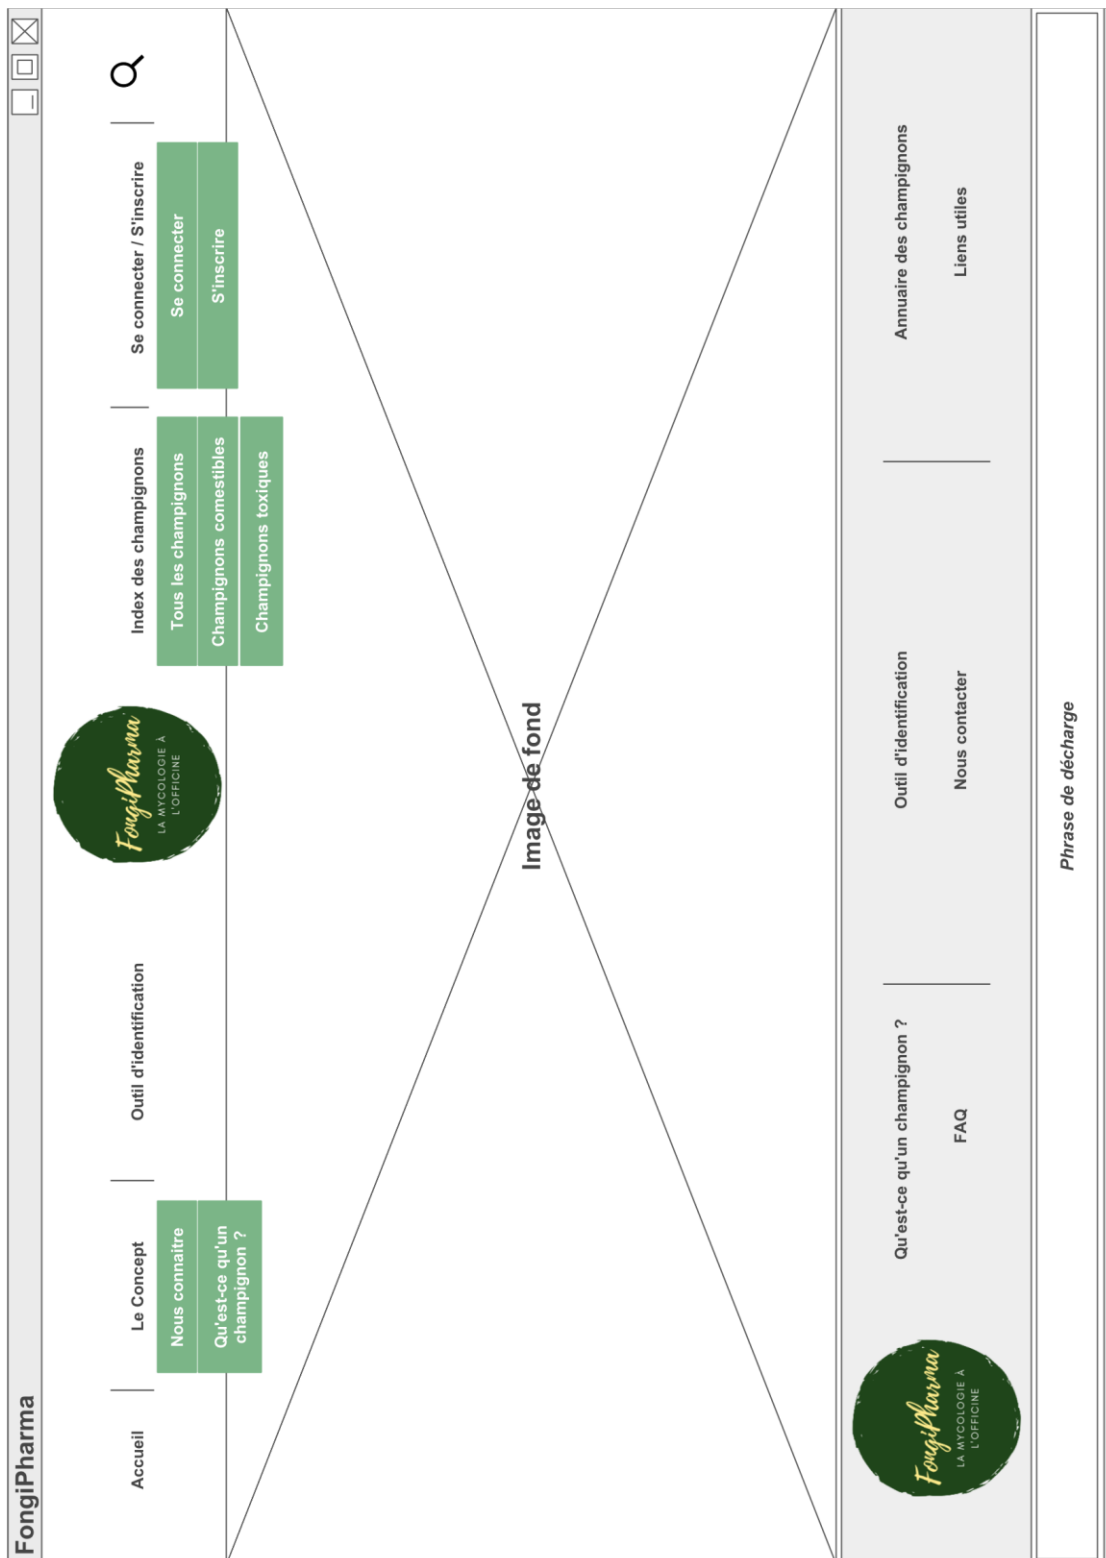 FongiPharma
Accueil
Le Concept
Nous connaitre
Qu'est-ce qu'un
champignon ?
Outil d'identification
FongiPharma
LA MYCOLOGIE À
L'OFFICINE
Index des champignons
Tous les champignons
Champignons comestibles
Champignons toxiques
Se connecter / S'inscrire
Se connecter
S'inscrire
Image de fond
FongiPharma
LA MYCOLOGIE À
L'OFFICINE
Qu'est-ce qu'un champignon ?
FAQ
Outil d'identification
Nous contacter
Annuaire des champignons
Liens utiles
Phrase de décharge